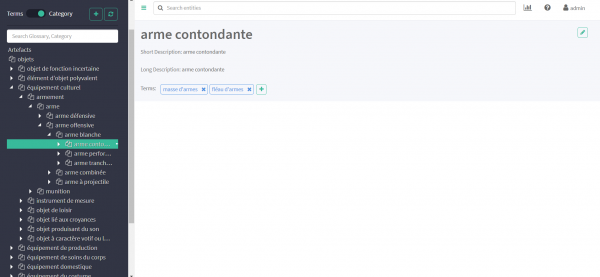 Terms Category
Search Glossary, Category
Artefacts
objets
objet de fonction incertaine
élément d'objet polyvalent
équipement culturel
armement
arme
arme défensive
arme offensive
arme blanche
arme conto...
arme perfor...
arme tranch...
arme combinée
arme à projectile
munition
instrument de mesure
objet de loisir
objet lié aux croyances
objet produisant du son
objet à caractère votif ou l...
équipement de production
équipement de soins du corps
équipement domestique
équipement du costume
Search entities
admin
arme contondante
Short Description: arme contondante
Long Description: arme contondante
Terms: masse d'armes × fléau d'armes × +